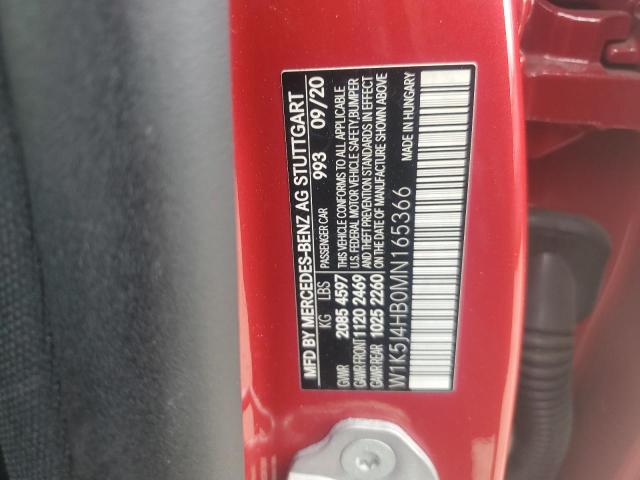 MFD BY MERCEDES-BENZ AG STUTTGART
KG LBS PASSENGER CAR 993 09/20
GVWR 2085 4597 THIS VEHICLE CONFORMS TO ALL APPLICABLE
GAWR FRONT 1120 2469 U.S. FEDERAL MOTOR VEHICLE SAFETY, BUMPER
GAWR REAR 1025 2260 AND THEFT PREVENTION STANDARDS IN EFFECT
ON THE DATE OF MANUFACTURE SHOWN ABOVE
W1K5J4HB0MN165366 MADE IN HUNGARY